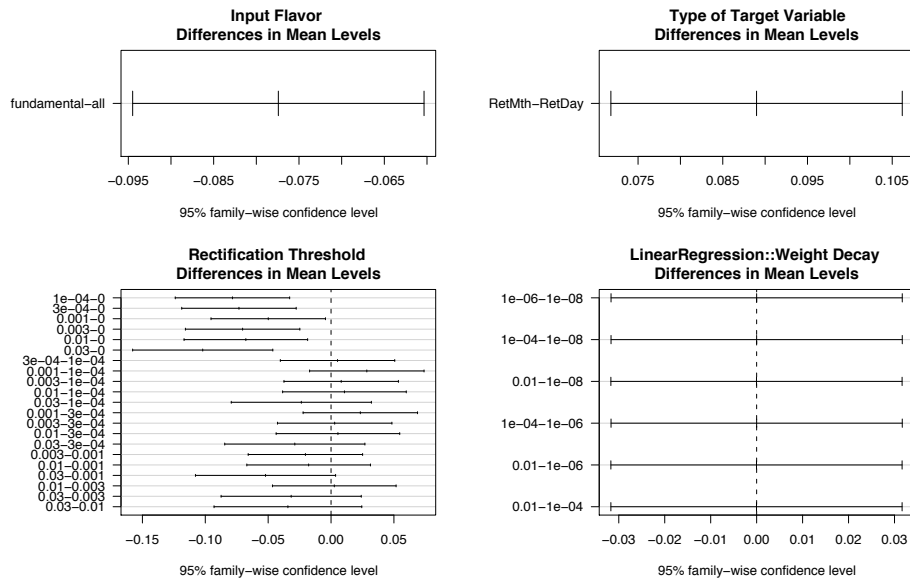 Input Flavor
Differences in Mean Levels
fundamental−all
−0.095
−0.085
−0.075
−0.065
95% family−wise confidence level
Type of Target Variable
Differences in Mean Levels
RetMth−RetDay
0.075
0.085
0.095
0.105
95% family−wise confidence level
Rectification Threshold
Differences in Mean Levels
1e−04−0
3e−04−0
0.001−0
0.003−0
0.01−0
0.03−0
3e−04−1e−04
0.001−1e−04
0.003−1e−04
0.01−1e−04
0.03−1e−04
0.001−3e−04
0.003−3e−04
0.01−3e−04
0.03−3e−04
0.003−0.001
0.01−0.001
0.03−0.001
0.01−0.003
0.03−0.003
0.03−0.01
−0.15
−0.10
−0.05
0.00
0.05
95% family−wise confidence level
LinearRegression::Weight Decay
Differences in Mean Levels
1e−06−1e−08
1e−04−1e−08
0.01−1e−08
1e−04−1e−06
0.01−1e−06
0.01−1e−04
−0.03
−0.02
−0.01
0.00
0.01
0.02
0.03
95% family−wise confidence level